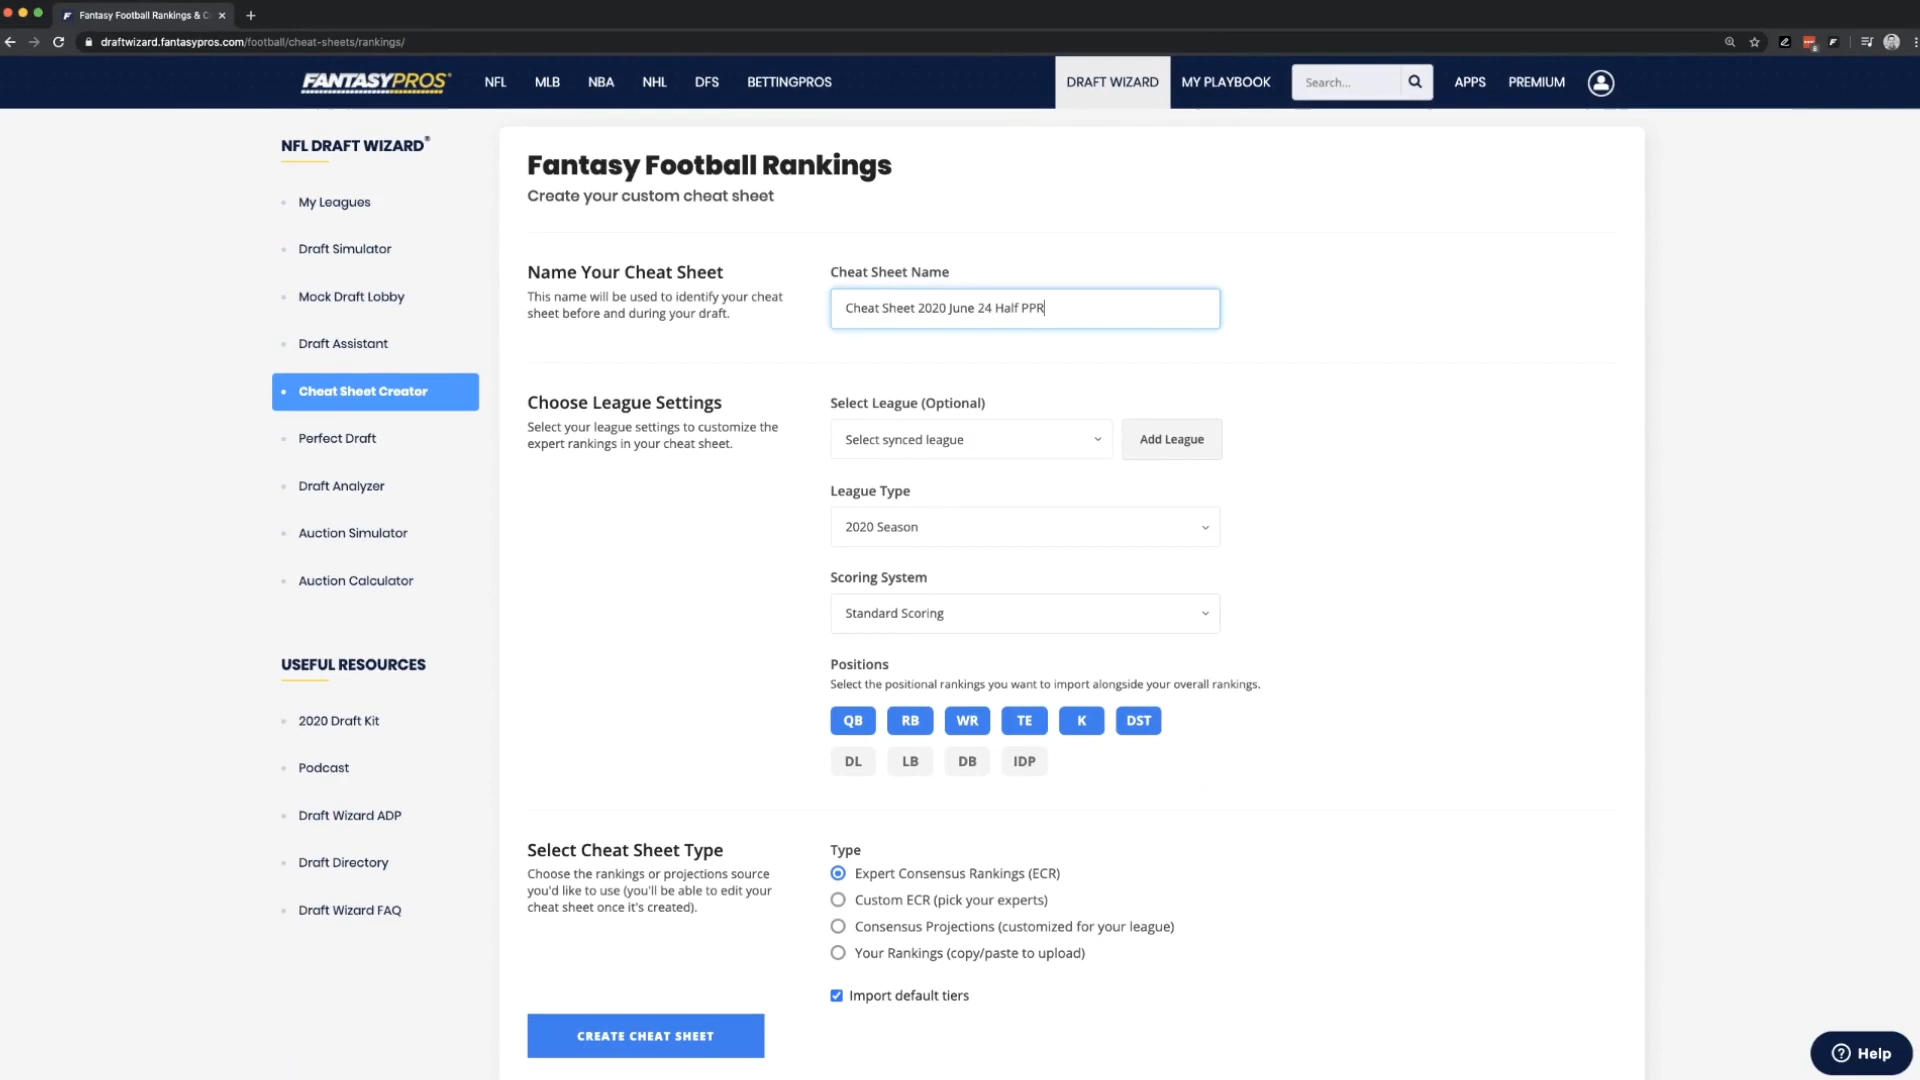 Fantasy Football Rankings & C
draftwizard.fantasypros.com/football/cheat-sheets/rankings/
FANTASYPROS
NFL
MLB
NBA
NHL
DFS
BETTINGPROS
DRAFT WIZARD
MY PLAYBOOK
Search...
APPS
PREMIUM
NFL DRAFT WIZARD®
My Leagues
Draft Simulator
Mock Draft Lobby
Draft Assistant
Cheat Sheet Creator
Perfect Draft
Draft Analyzer
Auction Simulator
Auction Calculator
USEFUL RESOURCES
2020 Draft Kit
Podcast
Draft Wizard ADP
Draft Directory
Draft Wizard FAQ
Fantasy Football Rankings
Create your custom cheat sheet
Name Your Cheat Sheet
This name will be used to identify your cheat
sheet before and during your draft.
Cheat Sheet Name
Cheat Sheet 2020 June 24 Half PPR
Choose League Settings
Select your league settings to customize the
expert rankings in your cheat sheet.
Select League (Optional)
Select synced league
Add League
League Type
2020 Season
Scoring System
Standard Scoring
Positions
Select the positional rankings you want to import alongside your overall rankings.
QB RB WR TE K DST
DL LB DB IDP
Select Cheat Sheet Type
Choose the rankings or projections source
you'd like to use (you'll be able to edit your
cheat sheet once it's created).
Type
Expert Consensus Rankings (ECR)
Custom ECR (pick your experts)
Consensus Projections (customized for your league)
Your Rankings (copy/paste to upload)
Import default tiers
CREATE CHEAT SHEET
Help